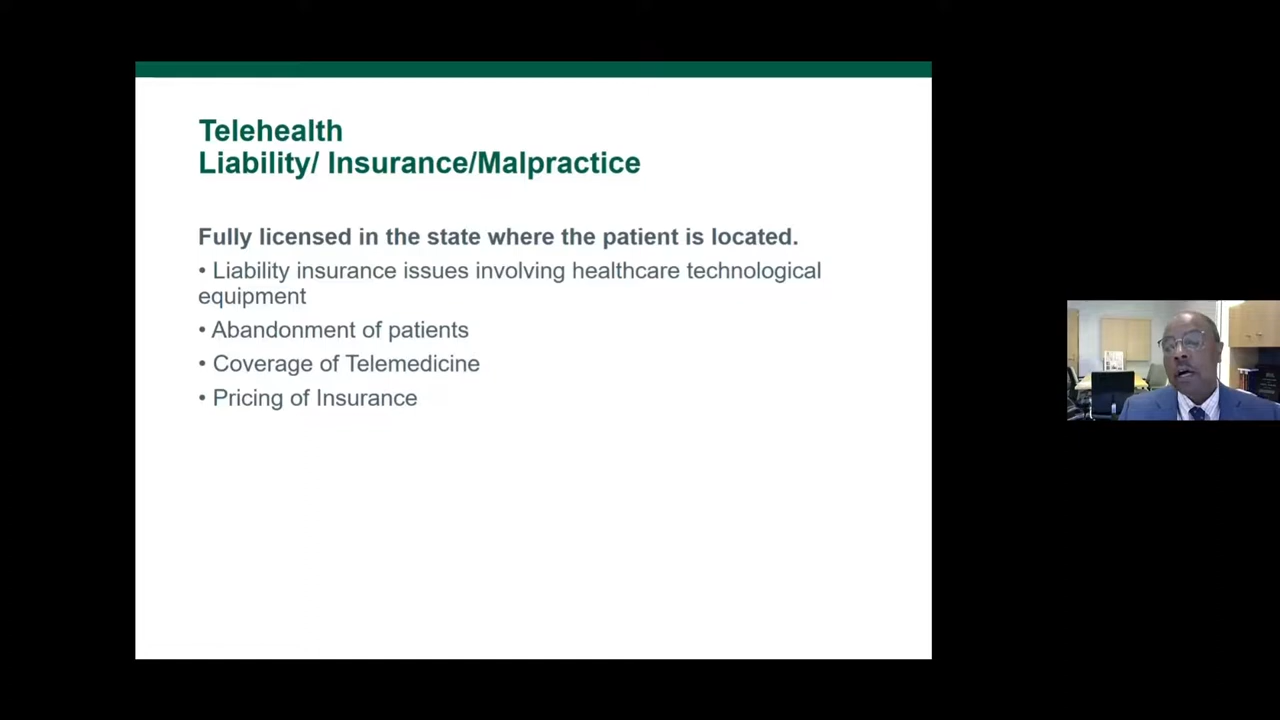 Telehealth
Liability/ Insurance/Malpractice
Fully licensed in the state where the patient is located.
• Liability insurance issues involving healthcare technological
equipment
• Abandonment of patients
• Coverage of Telemedicine
• Pricing of Insurance